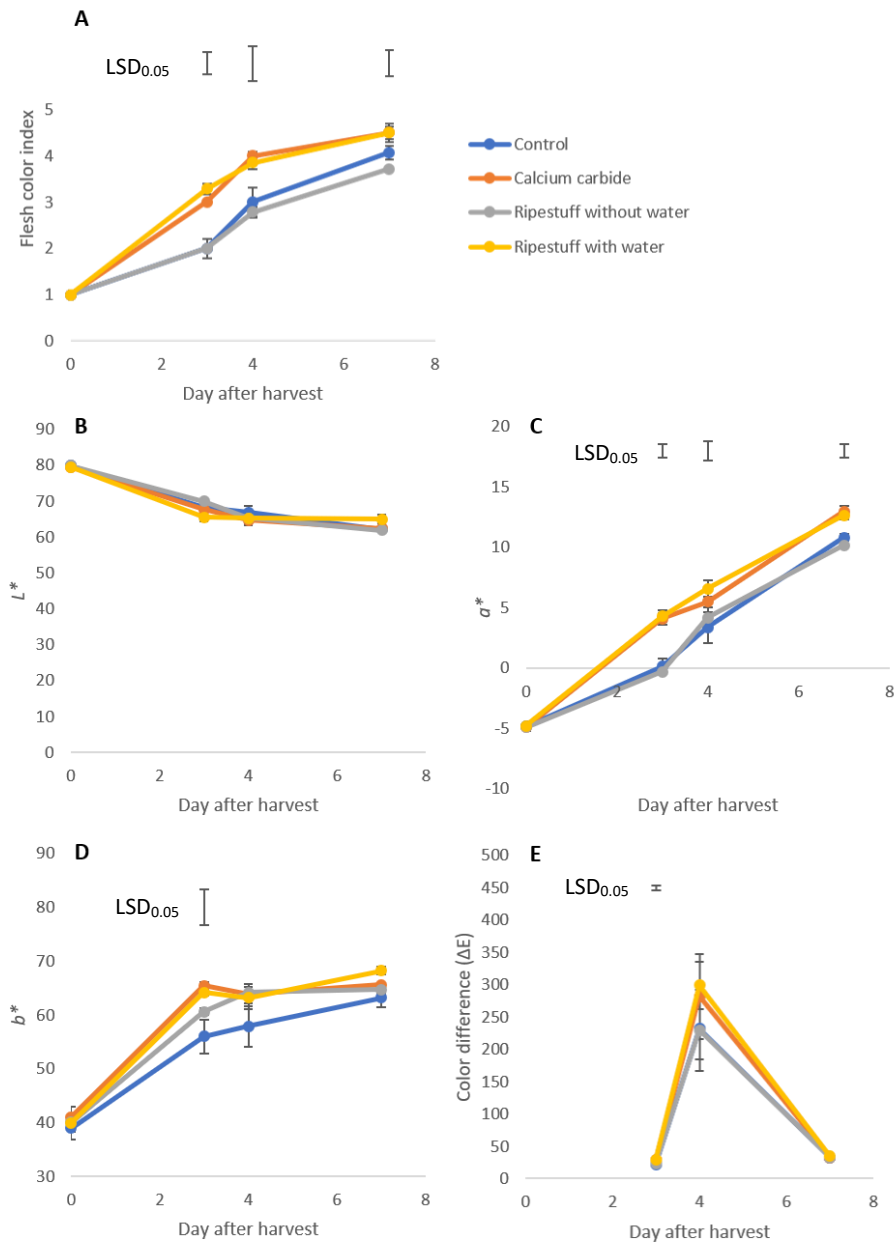 A
LSD0.05
Flesh color index
5
4
3
2
1
0
0 2 4 6 8
Day after harvest
Control
Calcium carbide
Ripestuff without water
Ripestuff with water
B
L*
90
80
70
60
50
40
30
20
10
0
0 2 4 6 8
Day after harvest
C
LSD0.05
a*
20
15
10
5
0
-5
-10
0 2 4 6 8
Day after harvest
D
LSD0.05
b*
90
80
70
60
50
40
30
0 2 4 6 8
Day after harvest
E
LSD0.05
Color difference (ΔE)
500
450
400
350
300
250
200
150
100
50
0
0 2 4 6 8
Day after harvest